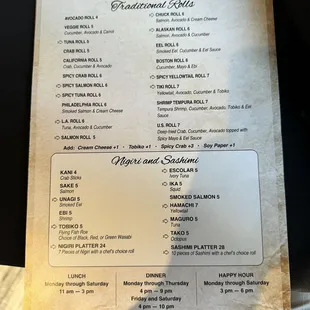 Traditional Rolls
AVOCADO ROLL 4
VEGGIE ROLL 5
Cucumber, Avocado & Carrot
TUNA ROLL 5
CRAB ROLL 5
CALIFORNIA ROLL 5
Crab, Cucumber & Avocado
SPICY CRAB ROLL 6
SPICY SALMON ROLL 6
SPICY TUNA ROLL 6
PHILADELPHIA ROLL 6
Smoked Salmon & Cream Cheese
L.A. ROLL 6
Tuna, Avocado & Cucumber
SALMON ROLL 5
CHUCK ROLL 6
Salmon, Avocado & Cream Cheese
ALASKAN ROLL 6
Salmon, Avocado & Cucumber
EEL ROLL 6
Smoked Eel, Cucumber & Eel Sauce
BOSTON ROLL 6
Cucumber, Mayo & Ebi
SPICY YELLOWTAIL ROLL 7
TIKI ROLL 7
Yellowtail, Avocado, Cucumber & Tobiko
SHRIMP TEMPURA ROLL 7
Tempura Shrimp, Cucumber, Avocado, Tobiko & Eel
Sauce.
U.S. ROLL 7
Deep-fried Crab, Cucumber, Avocado topped with
Spicy Mayo & Eel Sauce
Add: Cream Cheese +1 · Tobiko +1 · Spicy Crab +3 · Soy Paper +1
Nigiri and Sashimi
KANI 4
Crab Sticks
SAKE 5
Salmon
UNAGI 5
Smoked Eel
EBI 5
Shrimp
TOBIKO 5
Flying Fish Roe
Choice of Black, Red, or Green Wasabi
NIGIRI PLATTER 24
7 Pieces of Nigiri with chef's choice roll
ESCOLAR 5
Ivory Tuna
IKA 5
Squid
SMOKED SALMON 5
HAMACHI 7
Yellowtail
MAGURO 5
Tuna
TAKO 5
Octopus
SASHIMI PLATTER 28
10 pieces of Sashimi with a chef's choice roll
LUNCH
Monday through Saturday
11 am – 3 pm
DINNER
Monday through Thursday
4 pm – 9 pm
Friday and Saturday
4 pm – 10 pm
HAPPY HOUR
Monday through Saturday
3 pm – 6 pm